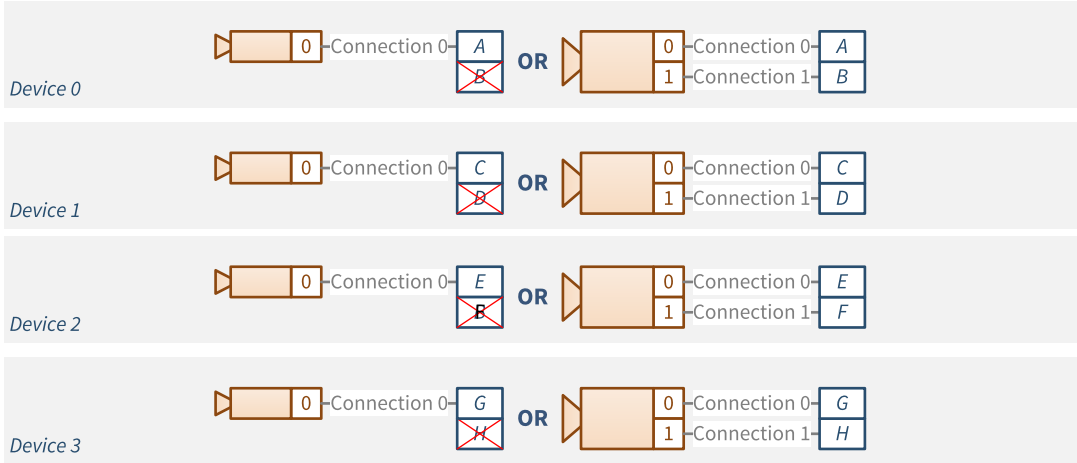 0 Connection 0 A OR 0 Connection 0 A
B 1 Connection 1 B
Device 0
0 Connection 0 C OR 0 Connection 0 C
D 1 Connection 1 D
Device 1
0 Connection 0 E OR 0 Connection 0 E
1 Connection 1 F
Device 2
0 Connection 0 G OR 0 Connection 0 G
H 1 Connection 1 H
Device 3